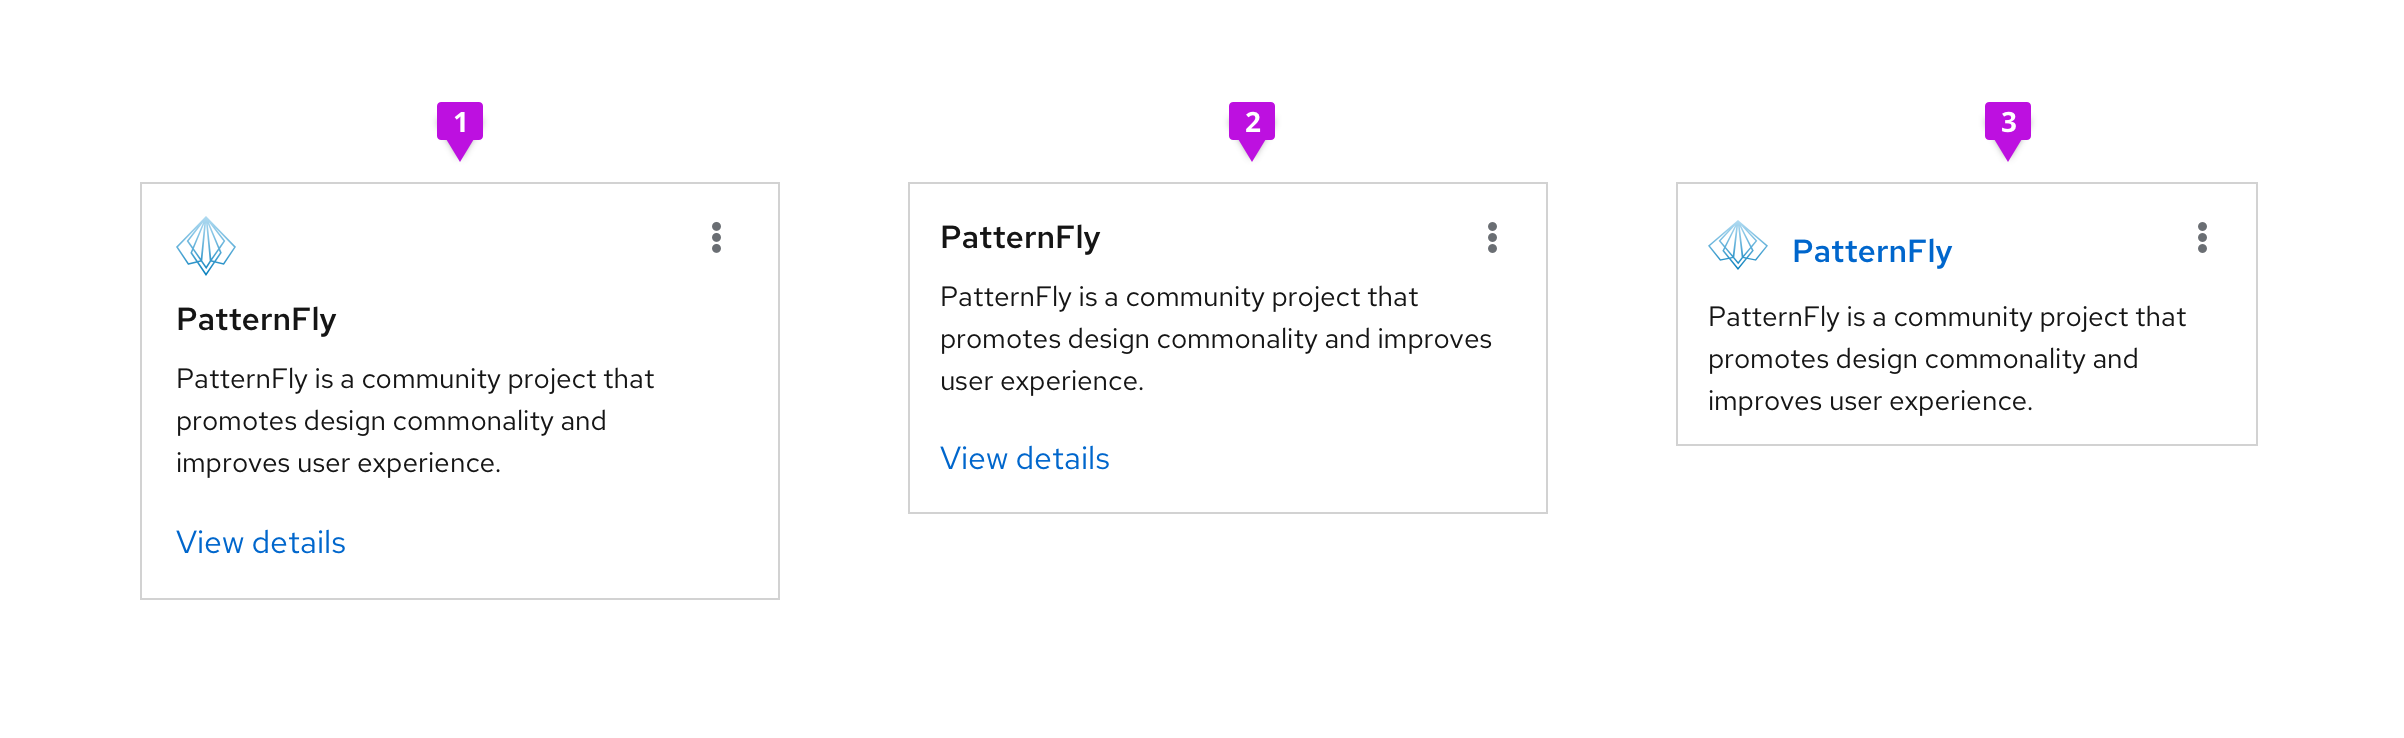 1
PatternFly
PatternFly is a community project that
promotes design commonality and
improves user experience.
View details
2
PatternFly
PatternFly is a community project that
promotes design commonality and improves
user experience.
View details
3
PatternFly
PatternFly is a community project that
promotes design commonality and
improves user experience.